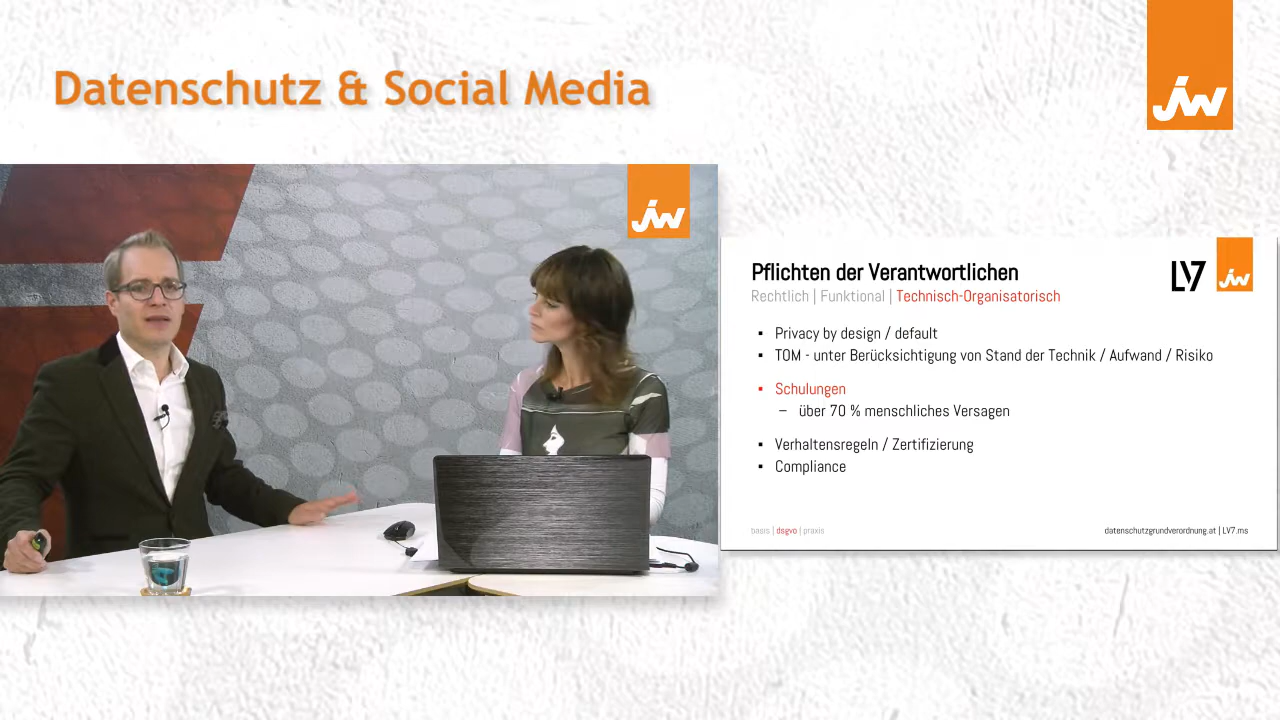 Datenschutz & Social Media
jw
jw
Pflichten der Verantwortlichen
LV7
jw
Rechtlich | Funktional | Technisch-Organisatorisch
▪ Privacy by design / default
▪ TOM - unter Berücksichtigung von Stand der Technik / Aufwand / Risiko
▪ Schulungen
– über 70 % menschliches Versagen
▪ Verhaltensregeln / Zertifizierung
▪ Compliance
basis | dsgvo | praxis
datenschutzgrundverordnung.at | LV7.ms